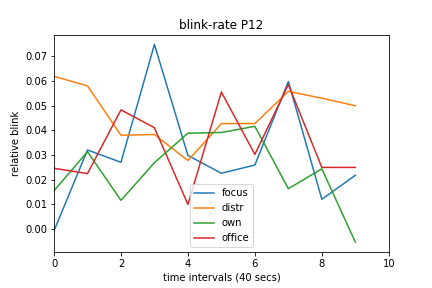 blink-rate P12
relative blink
0.07
0.06
0.05
0.04
0.03
0.02
0.01
0.00
focus
distr
own
office
0 2 4 6 8 10
time intervals (40 secs)